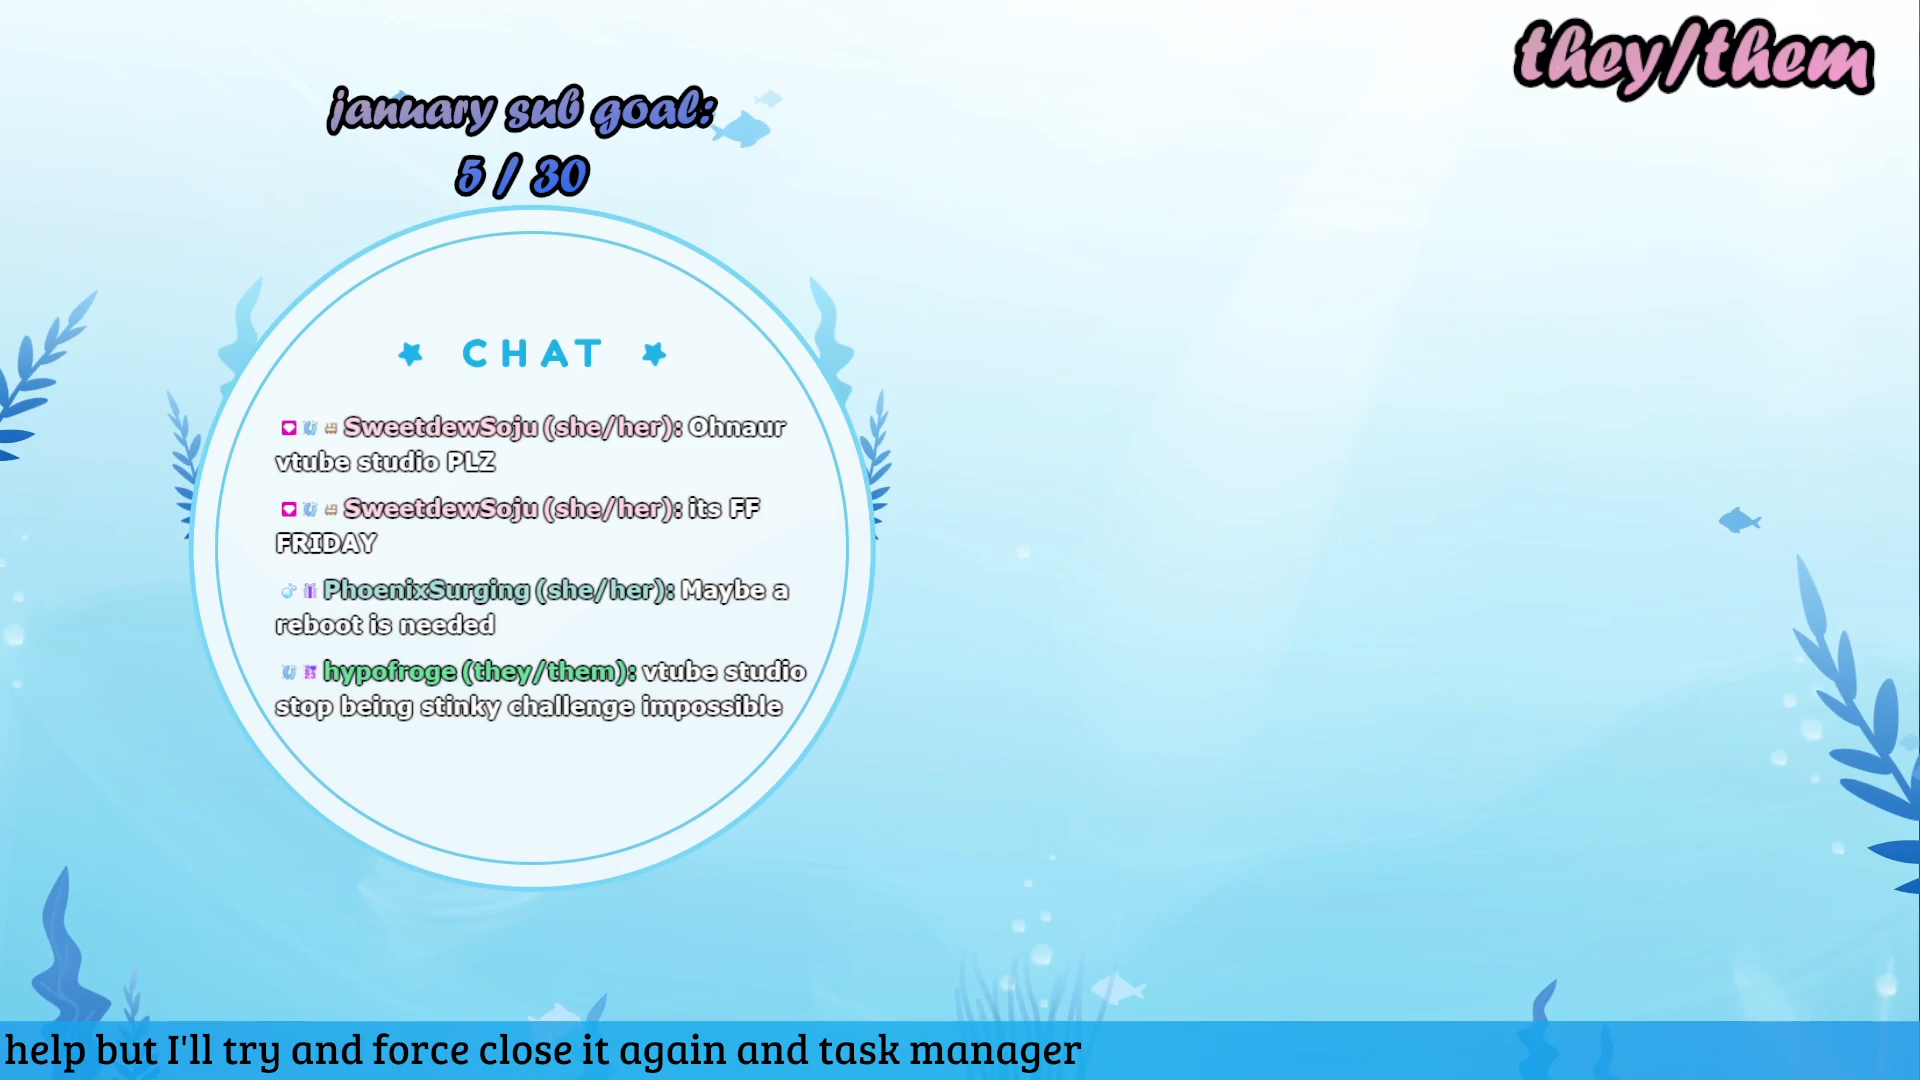 they/them
january sub goal:
5 / 30
CHAT
SweetdewSoju (she/her): Ohnaur
vtube studio PLZ
SweetdewSoju (she/her): its FF
FRIDAY
PhoenixSurging (she/her): Maybe a
reboot is needed
hypofroge (they/them): vtube studio
stop being stinky challenge impossible
help but I'll try and force close it again and task manager